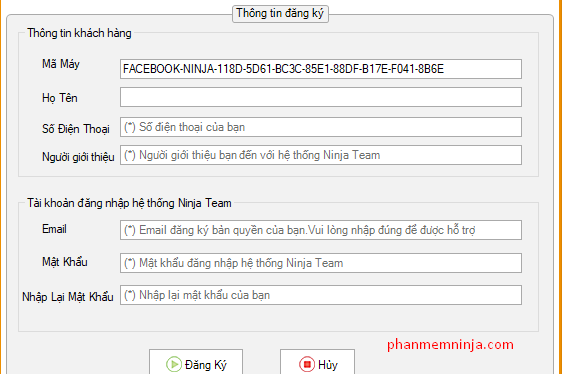 Thông tin đăng ký
Thông tin khách hàng
Mã Máy
FACEBOOK-NINJA-118D-5D61-BC3C-85E1-88DF-B17E-F041-8B6E
Họ Tên
Số Điện Thoại
(*) Số điện thoại của bạn
Người giới thiệu
(*) Người giới thiệu bạn đến với hệ thống Ninja Team
Tài khoản đăng nhập hệ thống Ninja Team
Email
(*) Email đăng ký bản quyền của bạn.Vui lòng nhập đúng để được hỗ trợ
Mật Khẩu
(*) Mật khẩu đăng nhập hệ thống Ninja Team
Nhập Lại Mật Khẩu
(*) Nhập lại mật khẩu của bạn
phanmemninja.com
Đăng Ký
Hủy